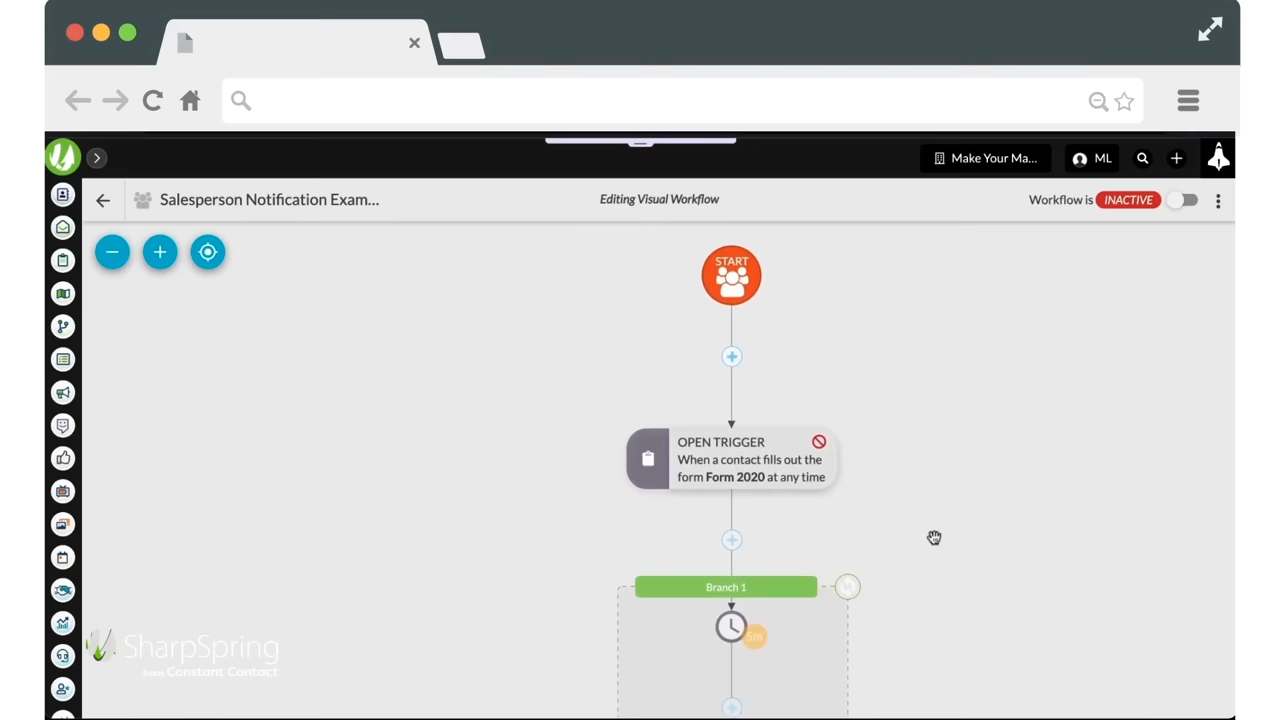 Make Your Ma...
ML
Salesperson Notification Exam...
Editing Visual Workflow
Workflow is INACTIVE
START
OPEN TRIGGER
When a contact fills out the
form Form 2020 at any time
Branch 1
5m
SharpSpring
from Constant Contact